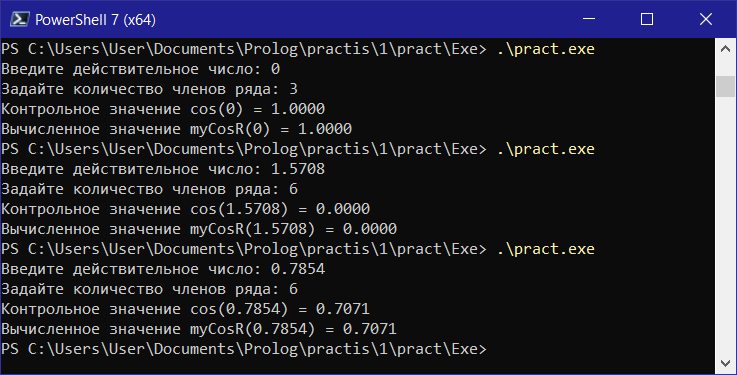 PowerShell 7 (x64)
PS C:\Users\User\Documents\Prolog\practis\1\pract\Exe> .\pract.exe
Введите действительное число: 0
Задайте количество членов ряда: 3
Контрольное значение cos(0) = 1.0000
Вычисленное значение myCosR(0) = 1.0000
PS C:\Users\User\Documents\Prolog\practis\1\pract\Exe> .\pract.exe
Введите действительное число: 1.5708
Задайте количество членов ряда: 6
Контрольное значение cos(1.5708) = 0.0000
Вычисленное значение myCosR(1.5708) = 0.0000
PS C:\Users\User\Documents\Prolog\practis\1\pract\Exe> .\pract.exe
Введите действительное число: 0.7854
Задайте количество членов ряда: 6
Контрольное значение cos(0.7854) = 0.7071
Вычисленное значение myCosR(0.7854) = 0.7071
PS C:\Users\User\Documents\Prolog\practis\1\pract\Exe>